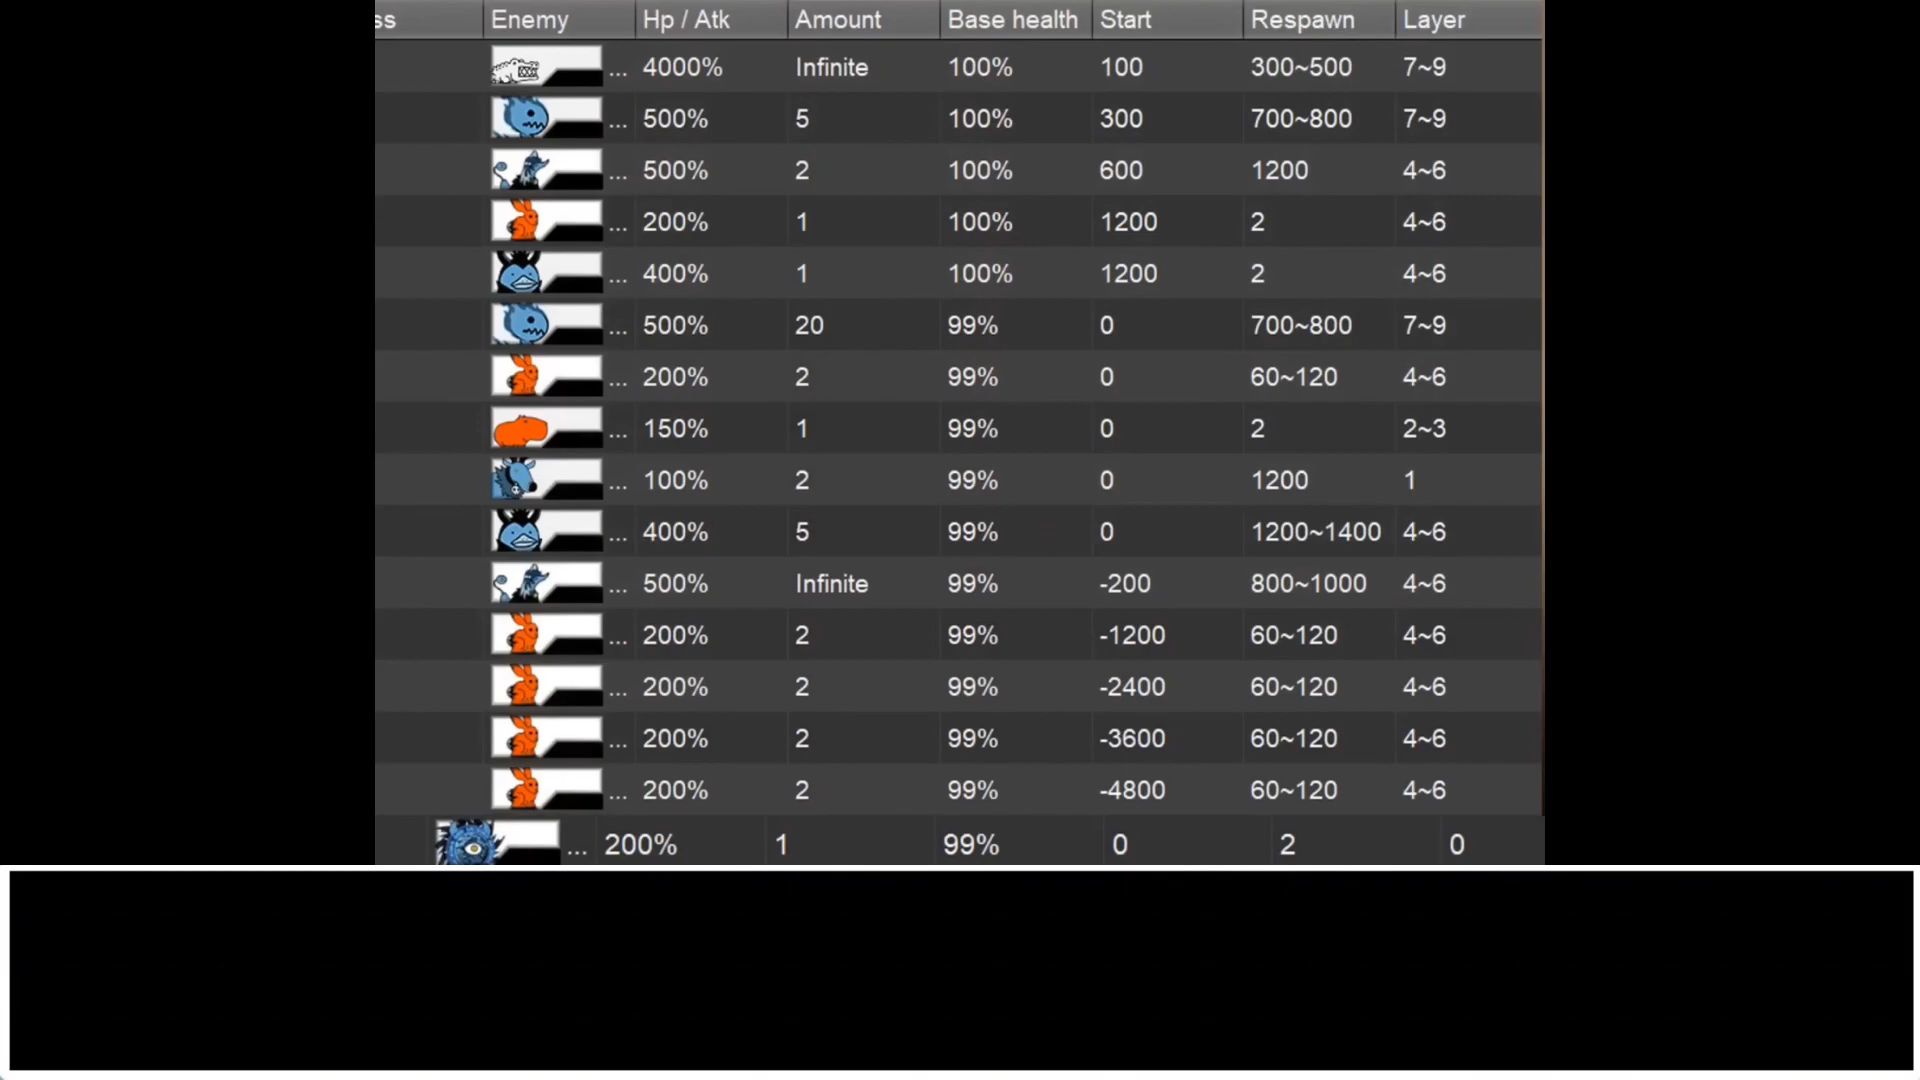 ss Enemy Hp / Atk Amount Base health Start Respawn Layer
... 4000% Infinite 100% 100 300~500 7~9
... 500% 5 100% 300 700~800 7~9
... 500% 2 100% 600 1200 4~6
... 200% 1 100% 1200 2 4~6
... 400% 1 100% 1200 2 4~6
... 500% 20 99% 0 700~800 7~9
... 200% 2 99% 0 60~120 4~6
... 150% 1 99% 0 2 2~3
... 100% 2 99% 0 1200 1
... 400% 5 99% 0 1200~1400 4~6
... 500% Infinite 99% -200 800~1000 4~6
... 200% 2 99% -1200 60~120 4~6
... 200% 2 99% -2400 60~120 4~6
... 200% 2 99% -3600 60~120 4~6
... 200% 2 99% -4800 60~120 4~6
... 200% 1 99% 0 2 0